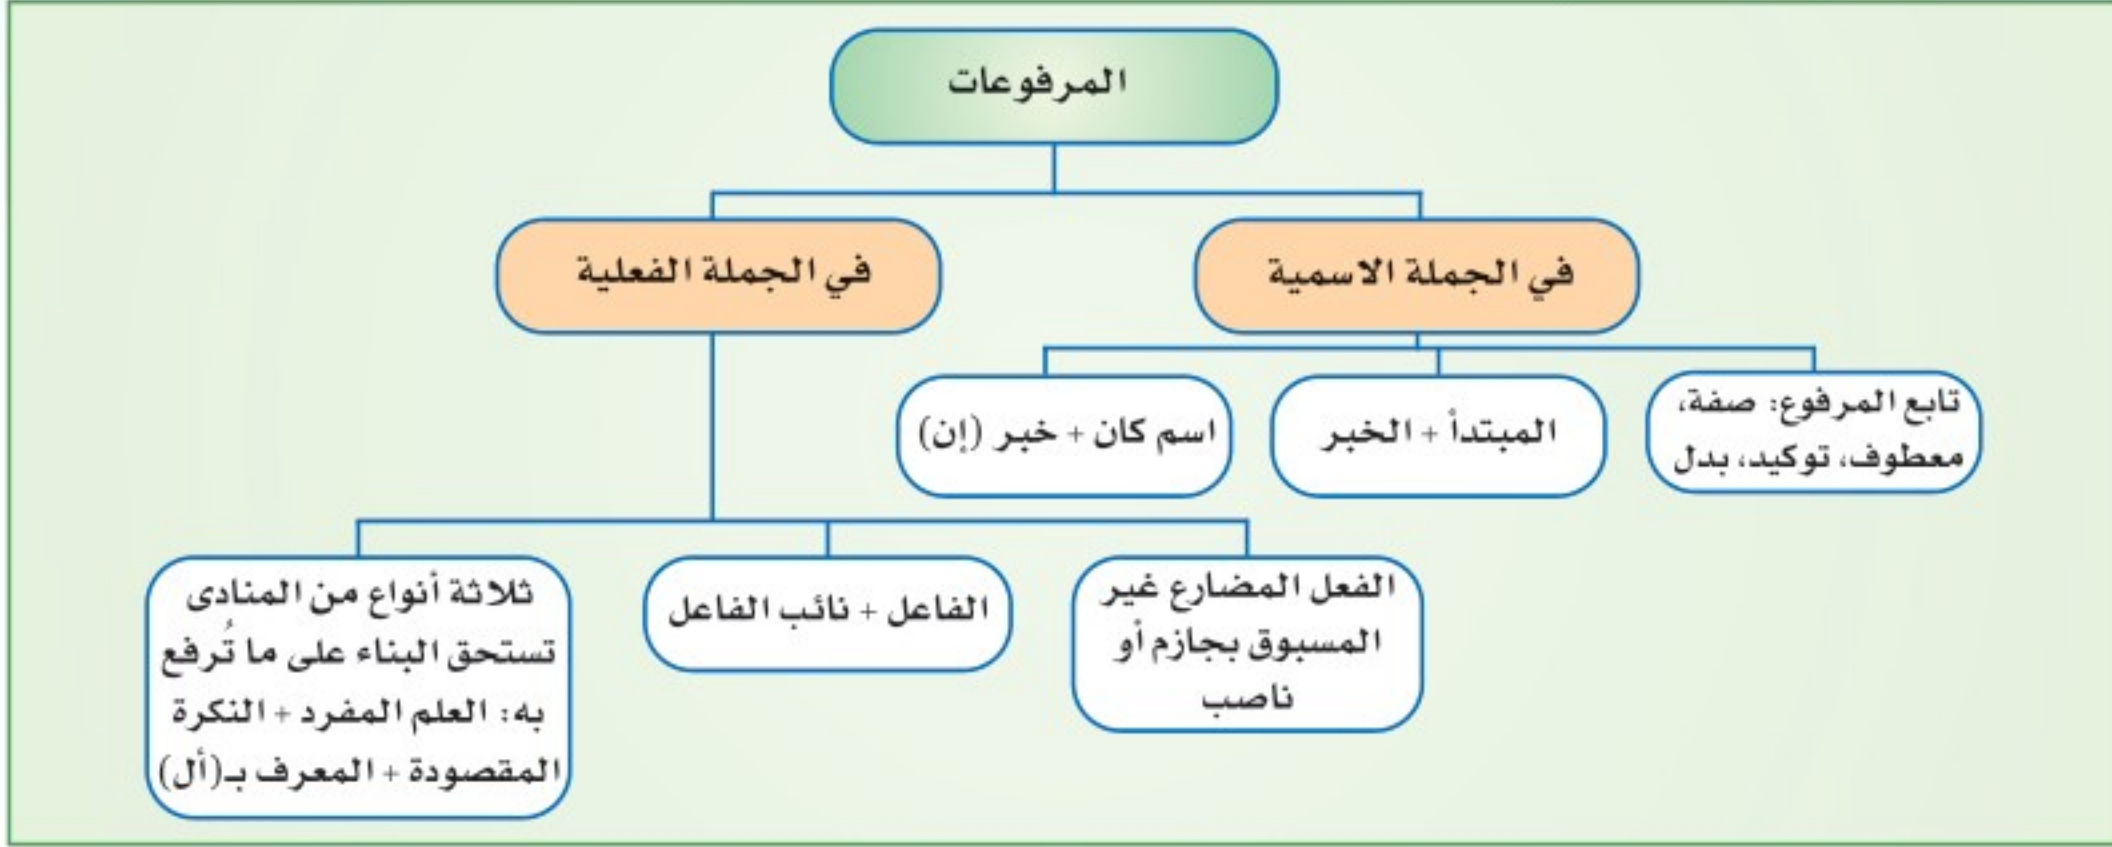 المرفوعات
في الجملة الاسمية
في الجملة الفعلية
تابع المرفوع: صفة،
معطوف، توكيد، بدل
المبتدأ + الخبر
اسم كان + خبر (إن)
الفعل المضارع غير
المسبوق بجازم أو
ناصب
الفاعل + نائب الفاعل
ثلاثة أنواع من المنادى
تستحق البناء على ما تُرفع
به: العلم المفرد + النكرة
المقصودة + المعرف بـ(أل)